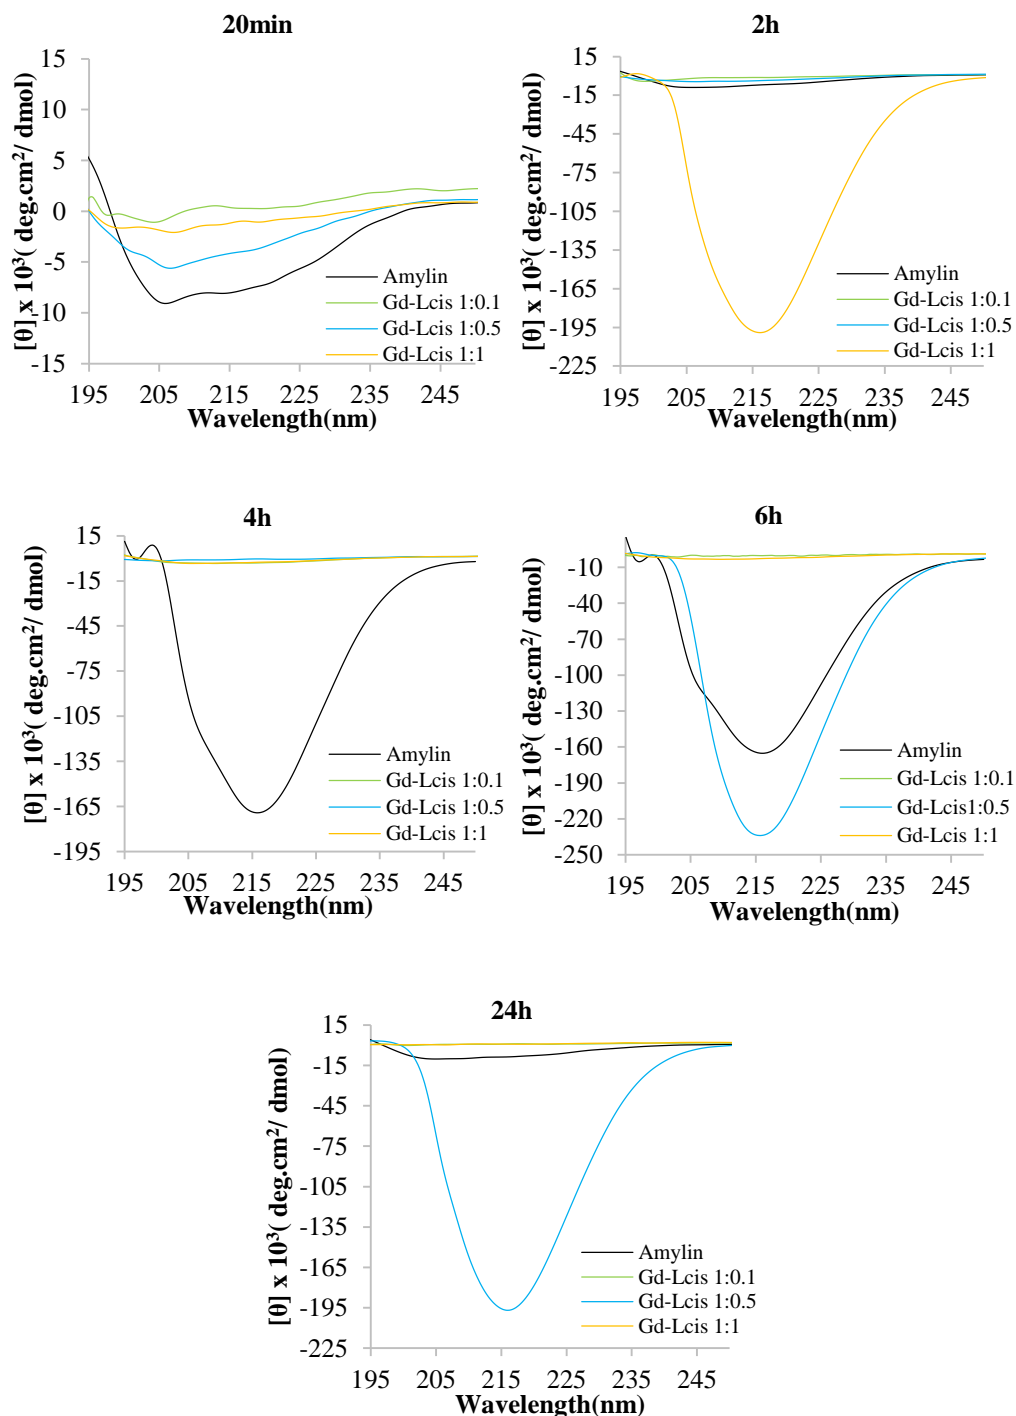 20min
[θ] x 10³( deg.cm²/ dmol)
15
10
5
0
-5
-10
-15
195 205 215 225 235 245
Wavelength(nm)
Amylin
Gd-Lcis 1:0.1
Gd-Lcis 1:0.5
Gd-Lcis 1:1
2h
[θ] x 10³( deg.cm²/ dmol)
15
-15
-45
-75
-105
-135
-165
-195
-225
195 205 215 225 235 245
Wavelength(nm)
Amylin
Gd-Lcis 1:0.1
Gd-Lcis 1:0.5
Gd-Lcis 1:1
4h
[θ] x 10³( deg.cm²/ dmol)
15
-15
-45
-75
-105
-135
-165
-195
195 205 215 225 235 245
Wavelength(nm)
Amylin
Gd-Lcis 1:0.1
Gd-Lcis 1:0.5
Gd-Lcis 1:1
6h
[θ] x 10³( deg.cm²/ dmol)
-10
-40
-70
-100
-130
-160
-190
-220
-250
195 205 215 225 235 245
Wavelength(nm)
Amylin
Gd-Lcis 1:0.1
Gd-Lcis1:0.5
Gd-Lcis 1:1
24h
[θ] x 10³( deg.cm²/ dmol)
15
-15
-45
-75
-105
-135
-165
-195
-225
195 205 215 225 235 245
Wavelength(nm)
Amylin
Gd-Lcis 1:0.1
Gd-Lcis 1:0.5
Gd-Lcis 1:1